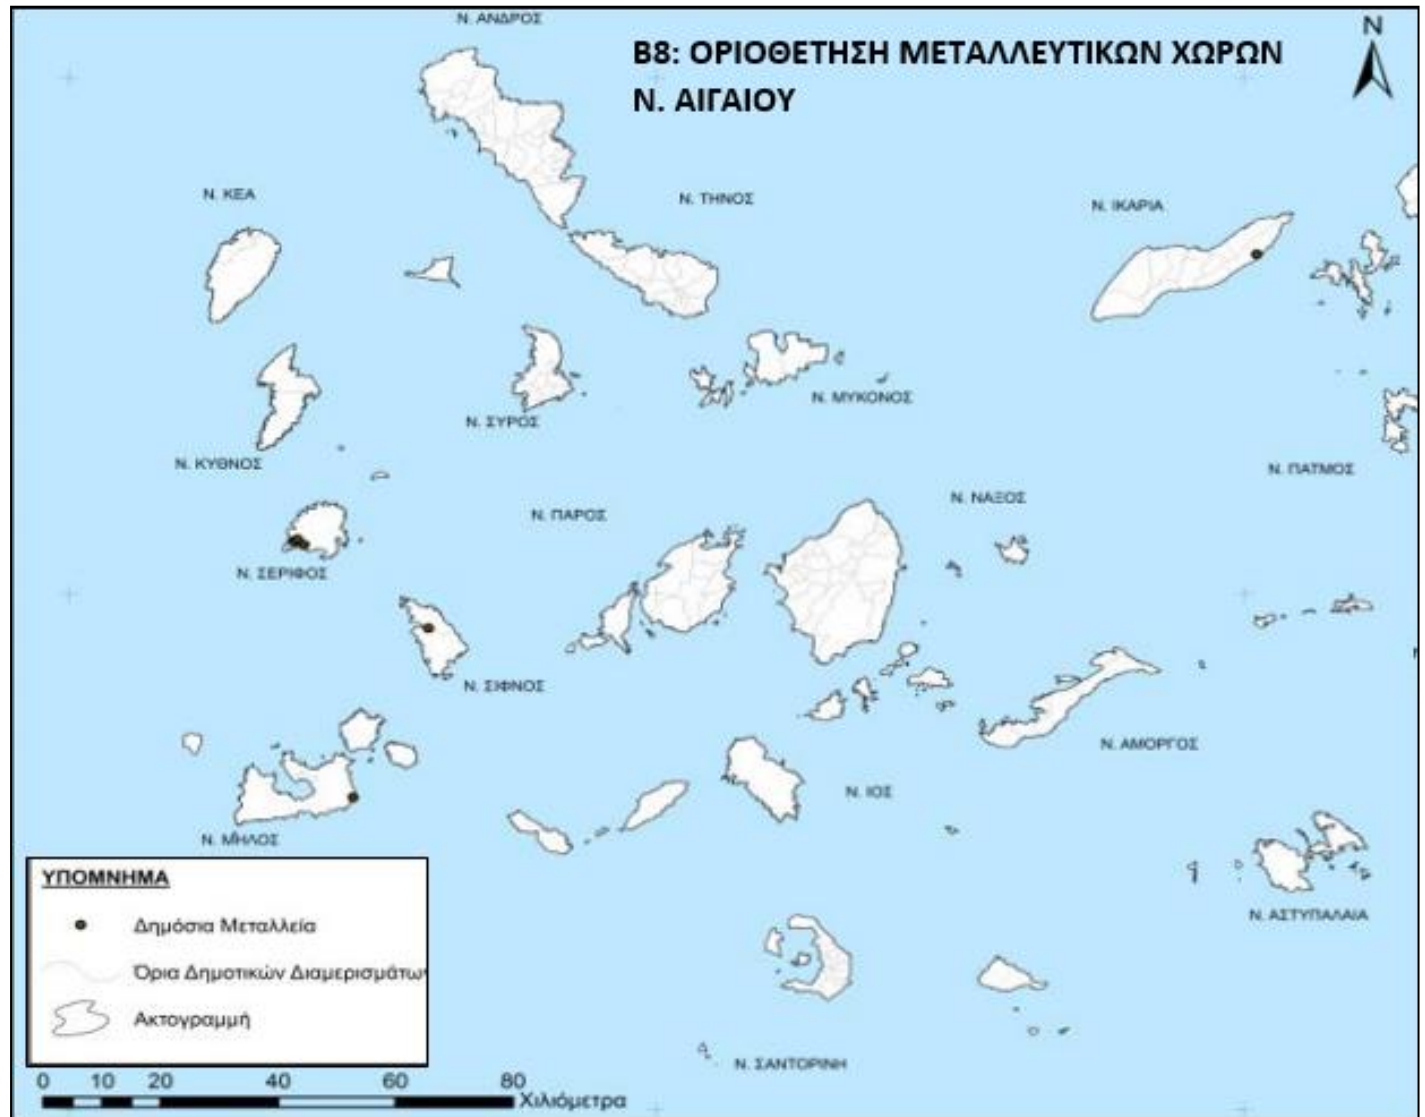 Ν. ΑΝΔΡΟΣ
Β8: ΟΡΙΟΘΕΤΗΣΗ ΜΕΤΑΛΛΕΥΤΙΚΩΝ ΧΩΡΩΝ
Ν. ΑΙΓΑΙΟΥ
N
Ν. ΚΕΑ
Ν. ΤΗΝΟΣ
Ν. ΙΚΑΡΙΑ
Ν. ΜΥΚΟΝΟΣ
Ν. ΣΥΡΟΣ
Ν. ΚΥΘΝΟΣ
Ν. ΠΑΤΜΟΣ
Ν. ΝΑΞΟΣ
Ν. ΠΑΡΟΣ
Ν. ΣΕΡΙΦΟΣ
Ν. ΣΙΦΝΟΣ
Ν. ΑΜΟΡΓΟΣ
Ν. ΙΟΣ
Ν. ΜΗΛΟΣ
Ν. ΑΣΤΥΠΑΛΑΙΑ
Ν. ΣΑΝΤΟΡΙΝΗ
ΥΠΟΜΝΗΜΑ
Δημόσια Μεταλλεία
Όρια Δημοτικών Διαμερισμάτων
Ακτογραμμή
0 10 20 40 60 80
Χιλιόμετρα